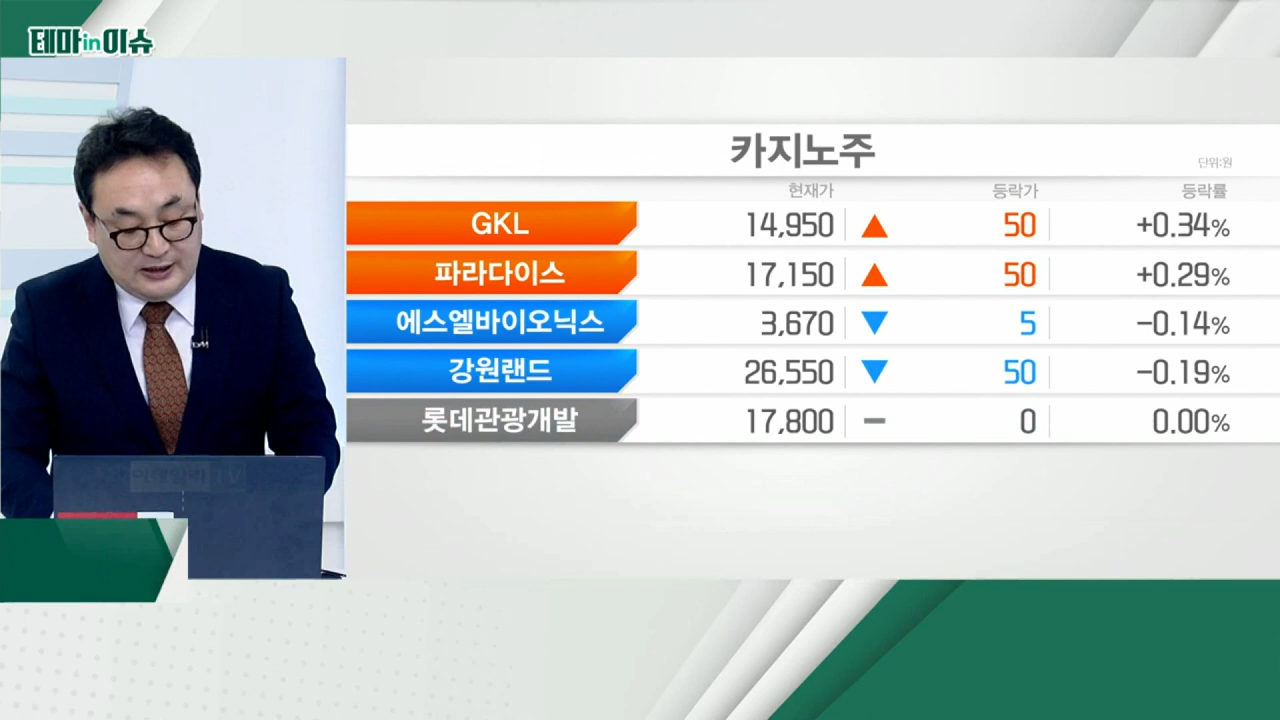 테마in이슈
카지노주
단위:원
현재가 등락가 등락률
GKL 14,950 ▲ 50 +0.34%
파라다이스 17,150 ▲ 50 +0.29%
에스엘바이오닉스 3,670 ▼ 5 -0.14%
강원랜드 26,550 ▼ 50 -0.19%
롯데관광개발 17,800 - 0 0.00%